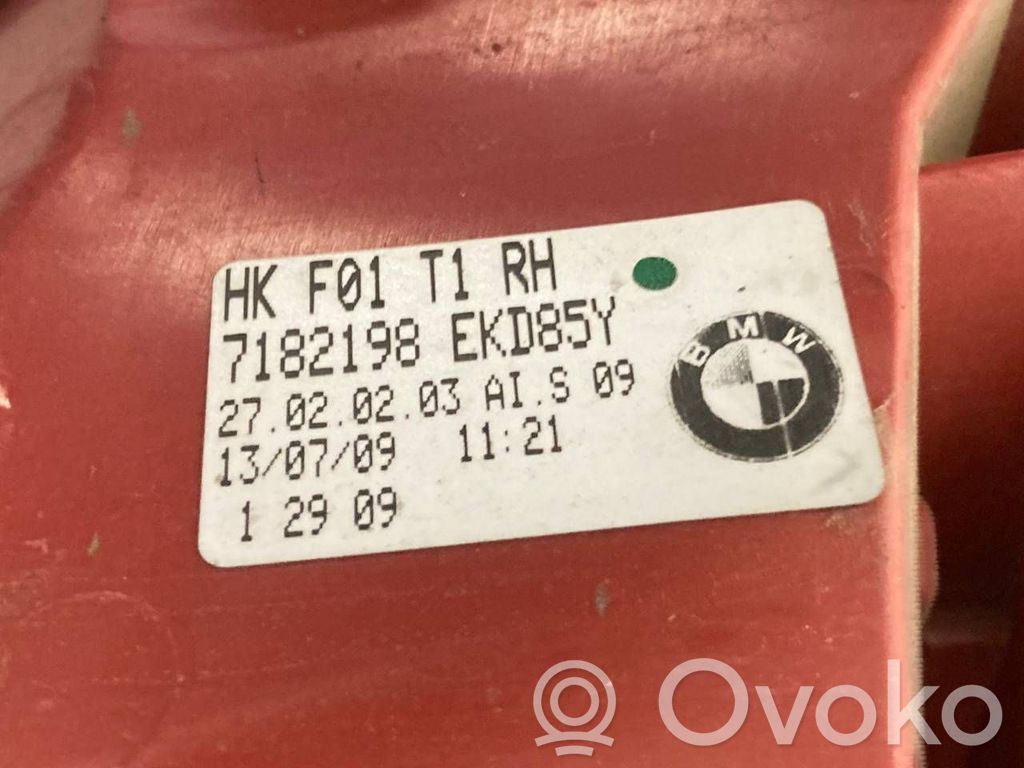 HK F01 T1 RH
7182198 EKD85Y
27.02.02.03 AI.S 09
13/07/09 11:21
1 29 09
BMW
Ovoko